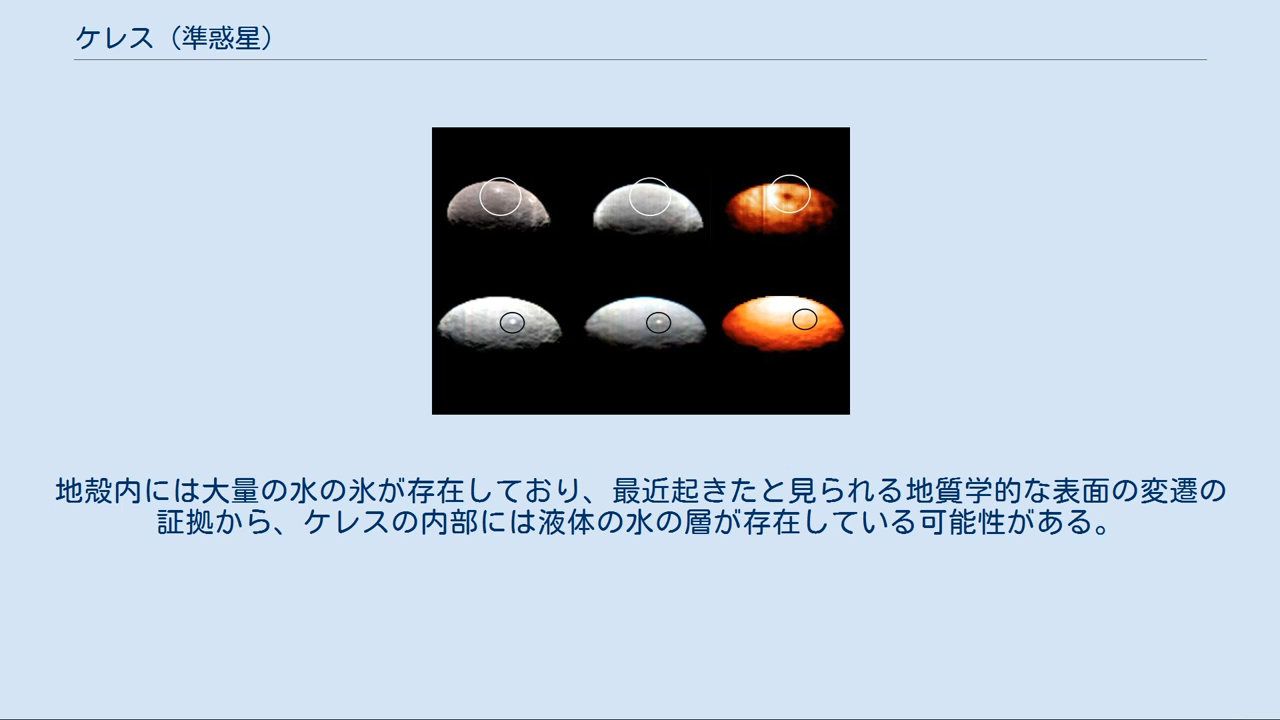 ケレス（準惑星）
地殻内には大量の水の氷が存在しており、最近起きたと見られる地質学的な表面の変遷の
証拠から、ケレスの内部には液体の水の層が存在している可能性がある。